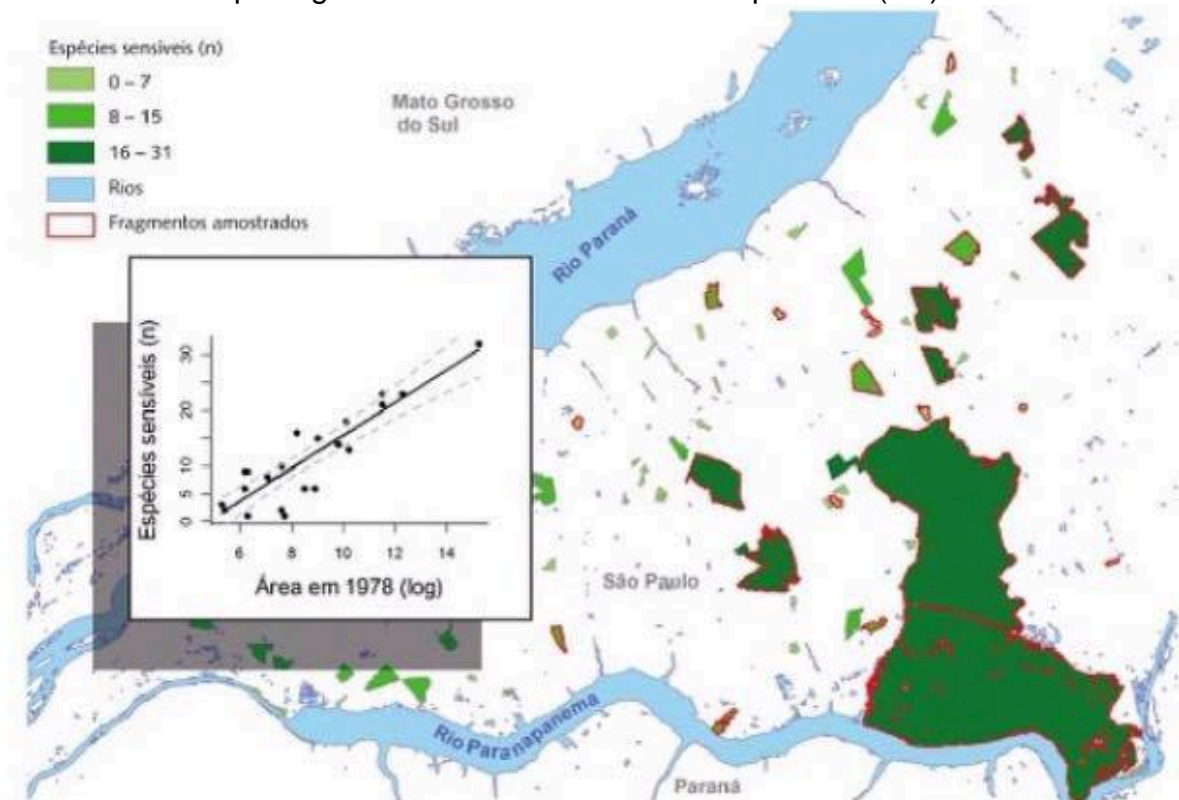 Espécies sensíveis (n)
0 – 7
8 – 15
16 – 31
Rios
Fragmentos amostrados
Mato Grosso
do Sul
Rio Paraná
Espécies sensíveis (n)
30
20
10
5
0
6 8 10 12 14
Área em 1978 (log)
São Paulo
Rio Paranapanema
Paraná